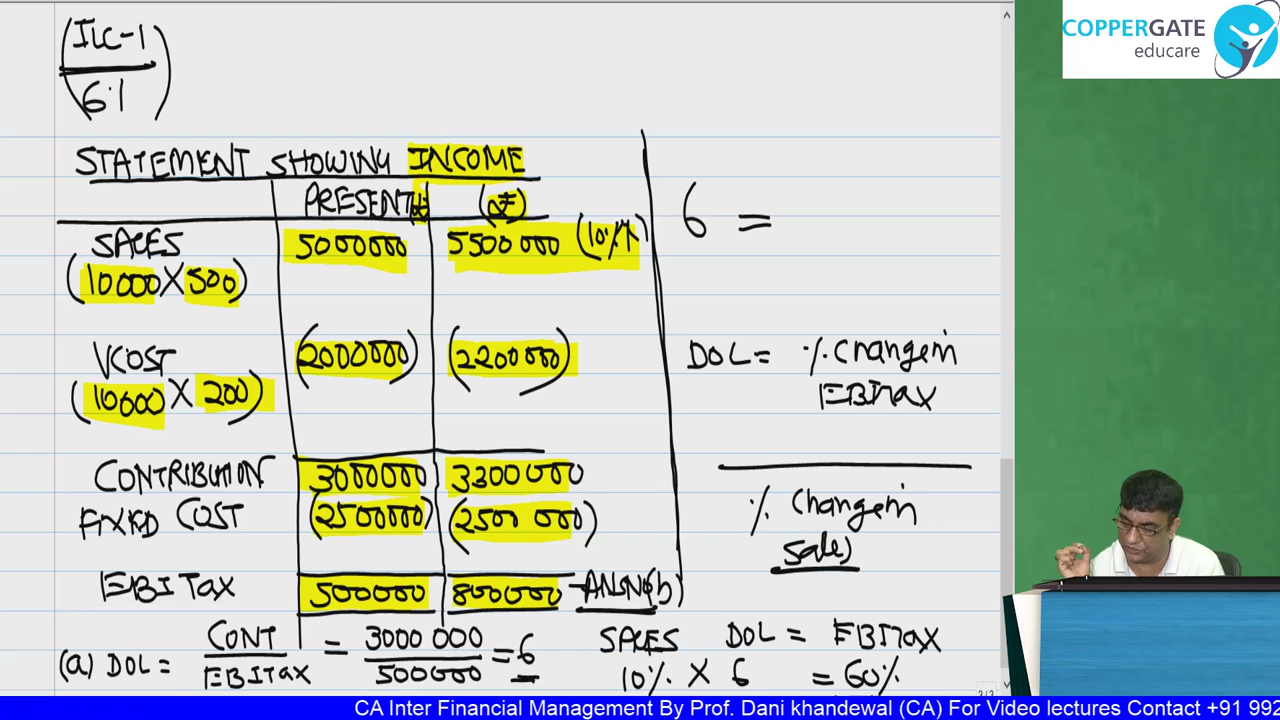 (ILC-1
6.1)
COPPERGATE
educare
STATEMENT SHOWING INCOME
PRESENT (₹)
SALES 5000000 5500000 (10%↑)
(10000 X 500)
VCOST (2000000) (2200000)
(10000 X 200)
CONTRIBUTION 3000000 3300000
FIXED COST (2500000) (2500000)
EBITax 500000 800000 ANSW(b)
(a) DOL = CONT / EBITax = 3000000 / 500000 = 6
6 =
DOL = % Change in
EBITax
% Change in
Sales
SALES DOL = EBITax
10% X 6 = 60%
3/3
CA Inter Financial Management By Prof. Dani khandewal (CA) For Video lectures Contact +91 992